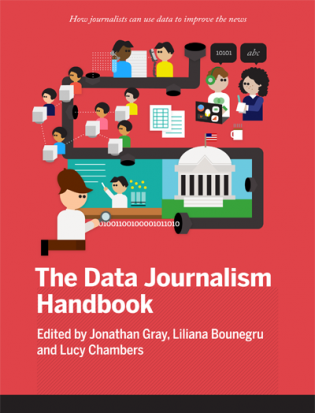 How journalists can use data to improve the news
10101
abc
010011001000010110101
The Data Journalism
Handbook
Edited by Jonathan Gray, Liliana Bounegru
and Lucy Chambers